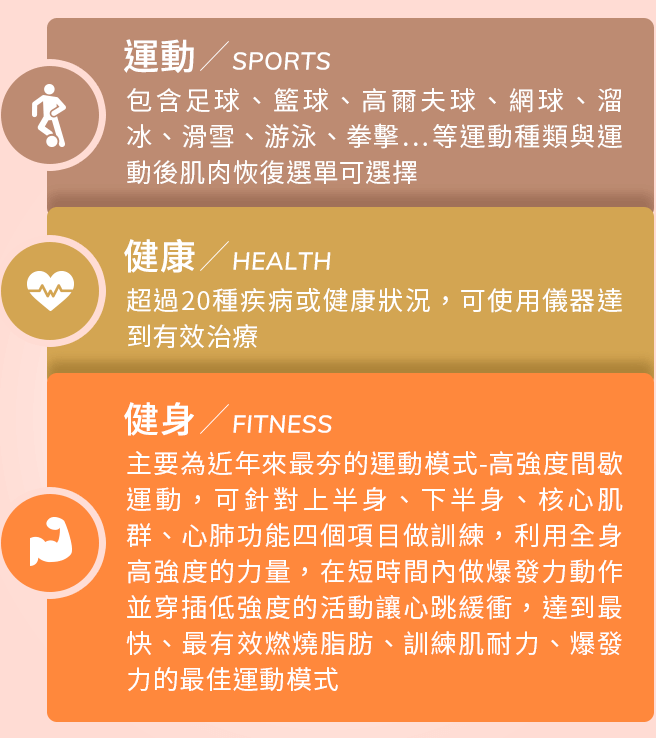 運動／SPORTS
包含足球、籃球、高爾夫球、網球、溜
冰、滑雪、游泳、拳擊...等運動種類與運
動後肌肉恢復選單可選擇
健康／HEALTH
超過20種疾病或健康狀況，可使用儀器達
到有效治療
健身／FITNESS
主要為近年來最夯的運動模式-高強度間歇
運動，可針對上半身、下半身、核心肌
群、心肺功能四個項目做訓練，利用全身
高強度的力量，在短時間內做爆發力動作
並穿插低強度的活動讓心跳緩衝，達到最
快、最有效燃燒脂肪、訓練肌耐力、爆發
力的最佳運動模式